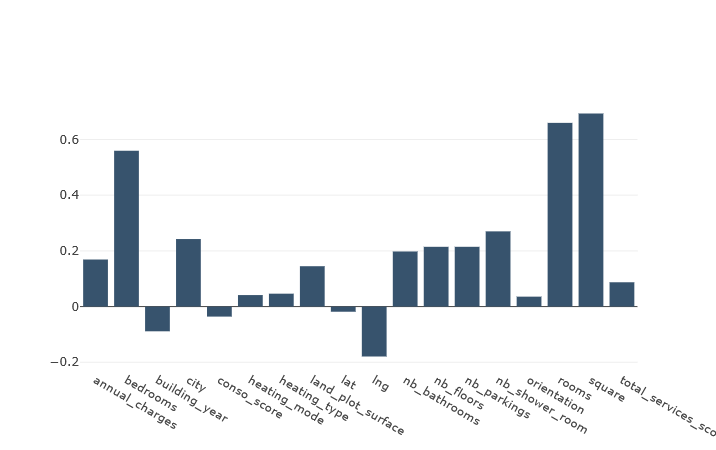 0.6
0.4
0.2
0
−0.2
annual_charges
bedrooms
building_year
city
conso_score
heating_mode
heating_type
land_plot_surface
lat
lng
nb_bathrooms
nb_floors
nb_parkings
nb_shower_room
orientation
rooms
square
total_services_sco